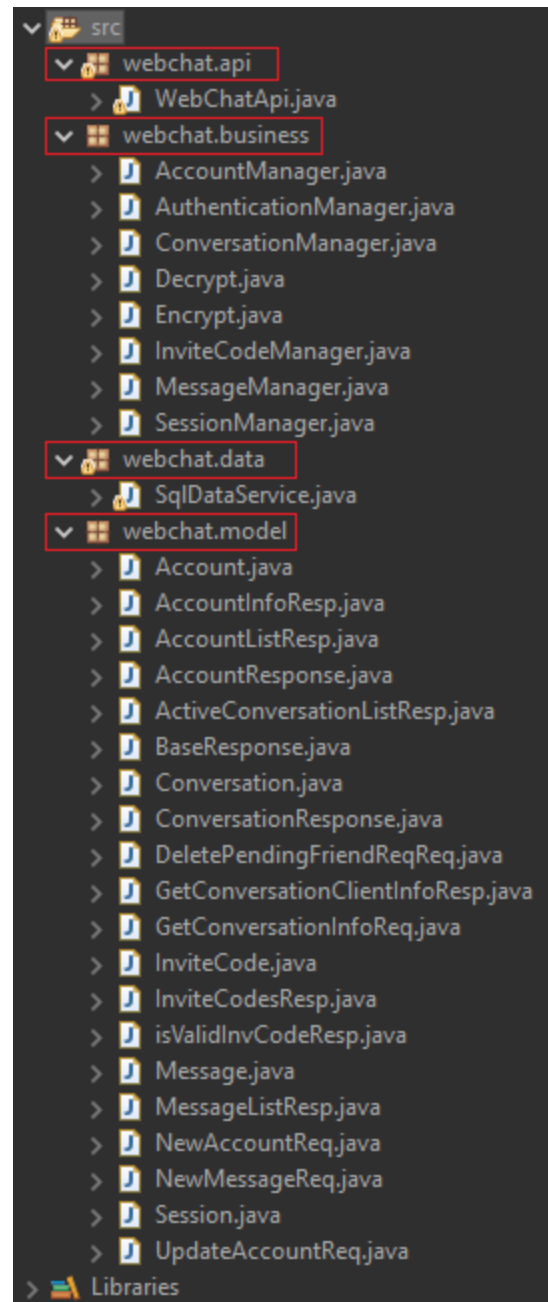 src
webchat.api
WebChatApi.java
webchat.business
AccountManager.java
AuthenticationManager.java
ConversationManager.java
Decrypt.java
Encrypt.java
InviteCodeManager.java
MessageManager.java
SessionManager.java
webchat.data
SqlDataService.java
webchat.model
Account.java
AccountInfoResp.java
AccountListResp.java
AccountResponse.java
ActiveConversationListResp.java
BaseResponse.java
Conversation.java
ConversationResponse.java
DeletePendingFriendReqReq.java
GetConversationClientInfoResp.java
GetConversationInfoReq.java
InviteCode.java
InviteCodesResp.java
isValidInvCodeResp.java
Message.java
MessageListResp.java
NewAccountReq.java
NewMessageReq.java
Session.java
UpdateAccountReq.java
Libraries